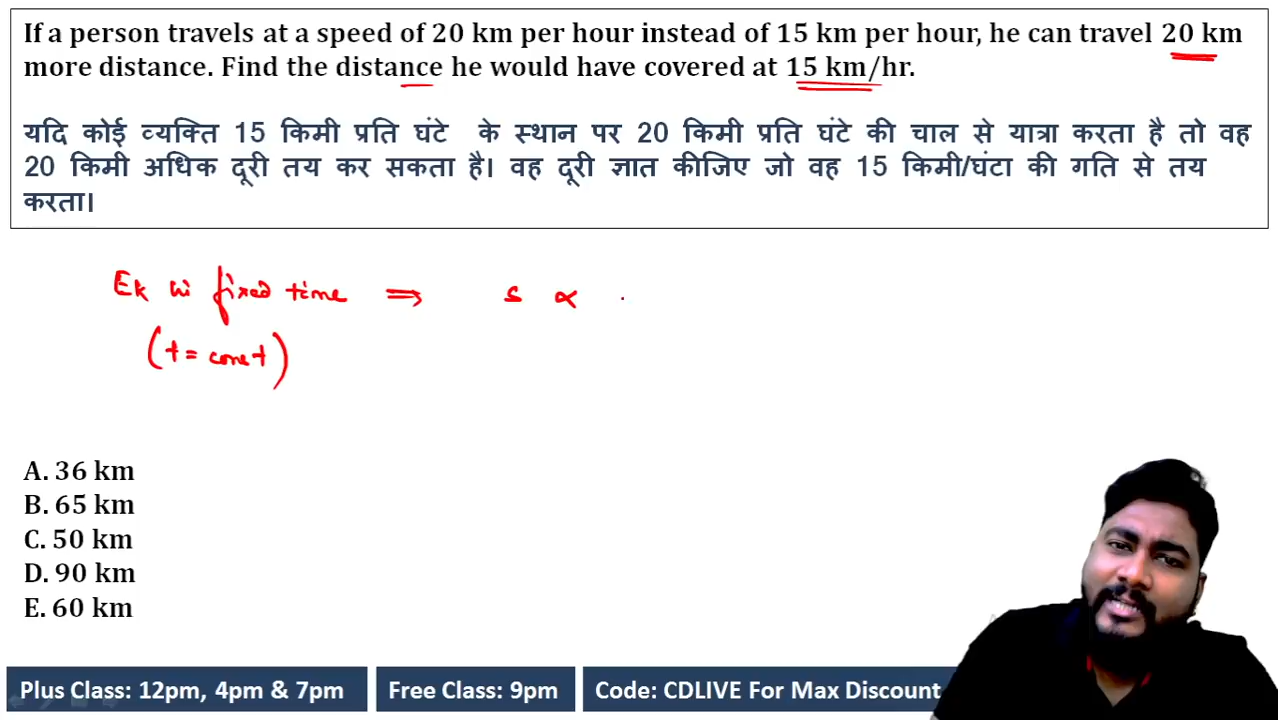 If a person travels at a speed of 20 km per hour instead of 15 km per hour, he can travel 20 km
more distance. Find the distance he would have covered at 15 km/hr.
यदि कोई व्यक्ति 15 किमी प्रति घंटे के स्थान पर 20 किमी प्रति घंटे की चाल से यात्रा करता है तो वह
20 किमी अधिक दूरी तय कर सकता है। वह दूरी ज्ञात कीजिए जो वह 15 किमी/घंटा की गति से तय
करता।
Ek hi fixed time ⇒ s ∝
(t = const)
A. 36 km
B. 65 km
C. 50 km
D. 90 km
E. 60 km
Plus Class: 12pm, 4pm & 7pm Free Class: 9pm Code: CDLIVE For Max Discount